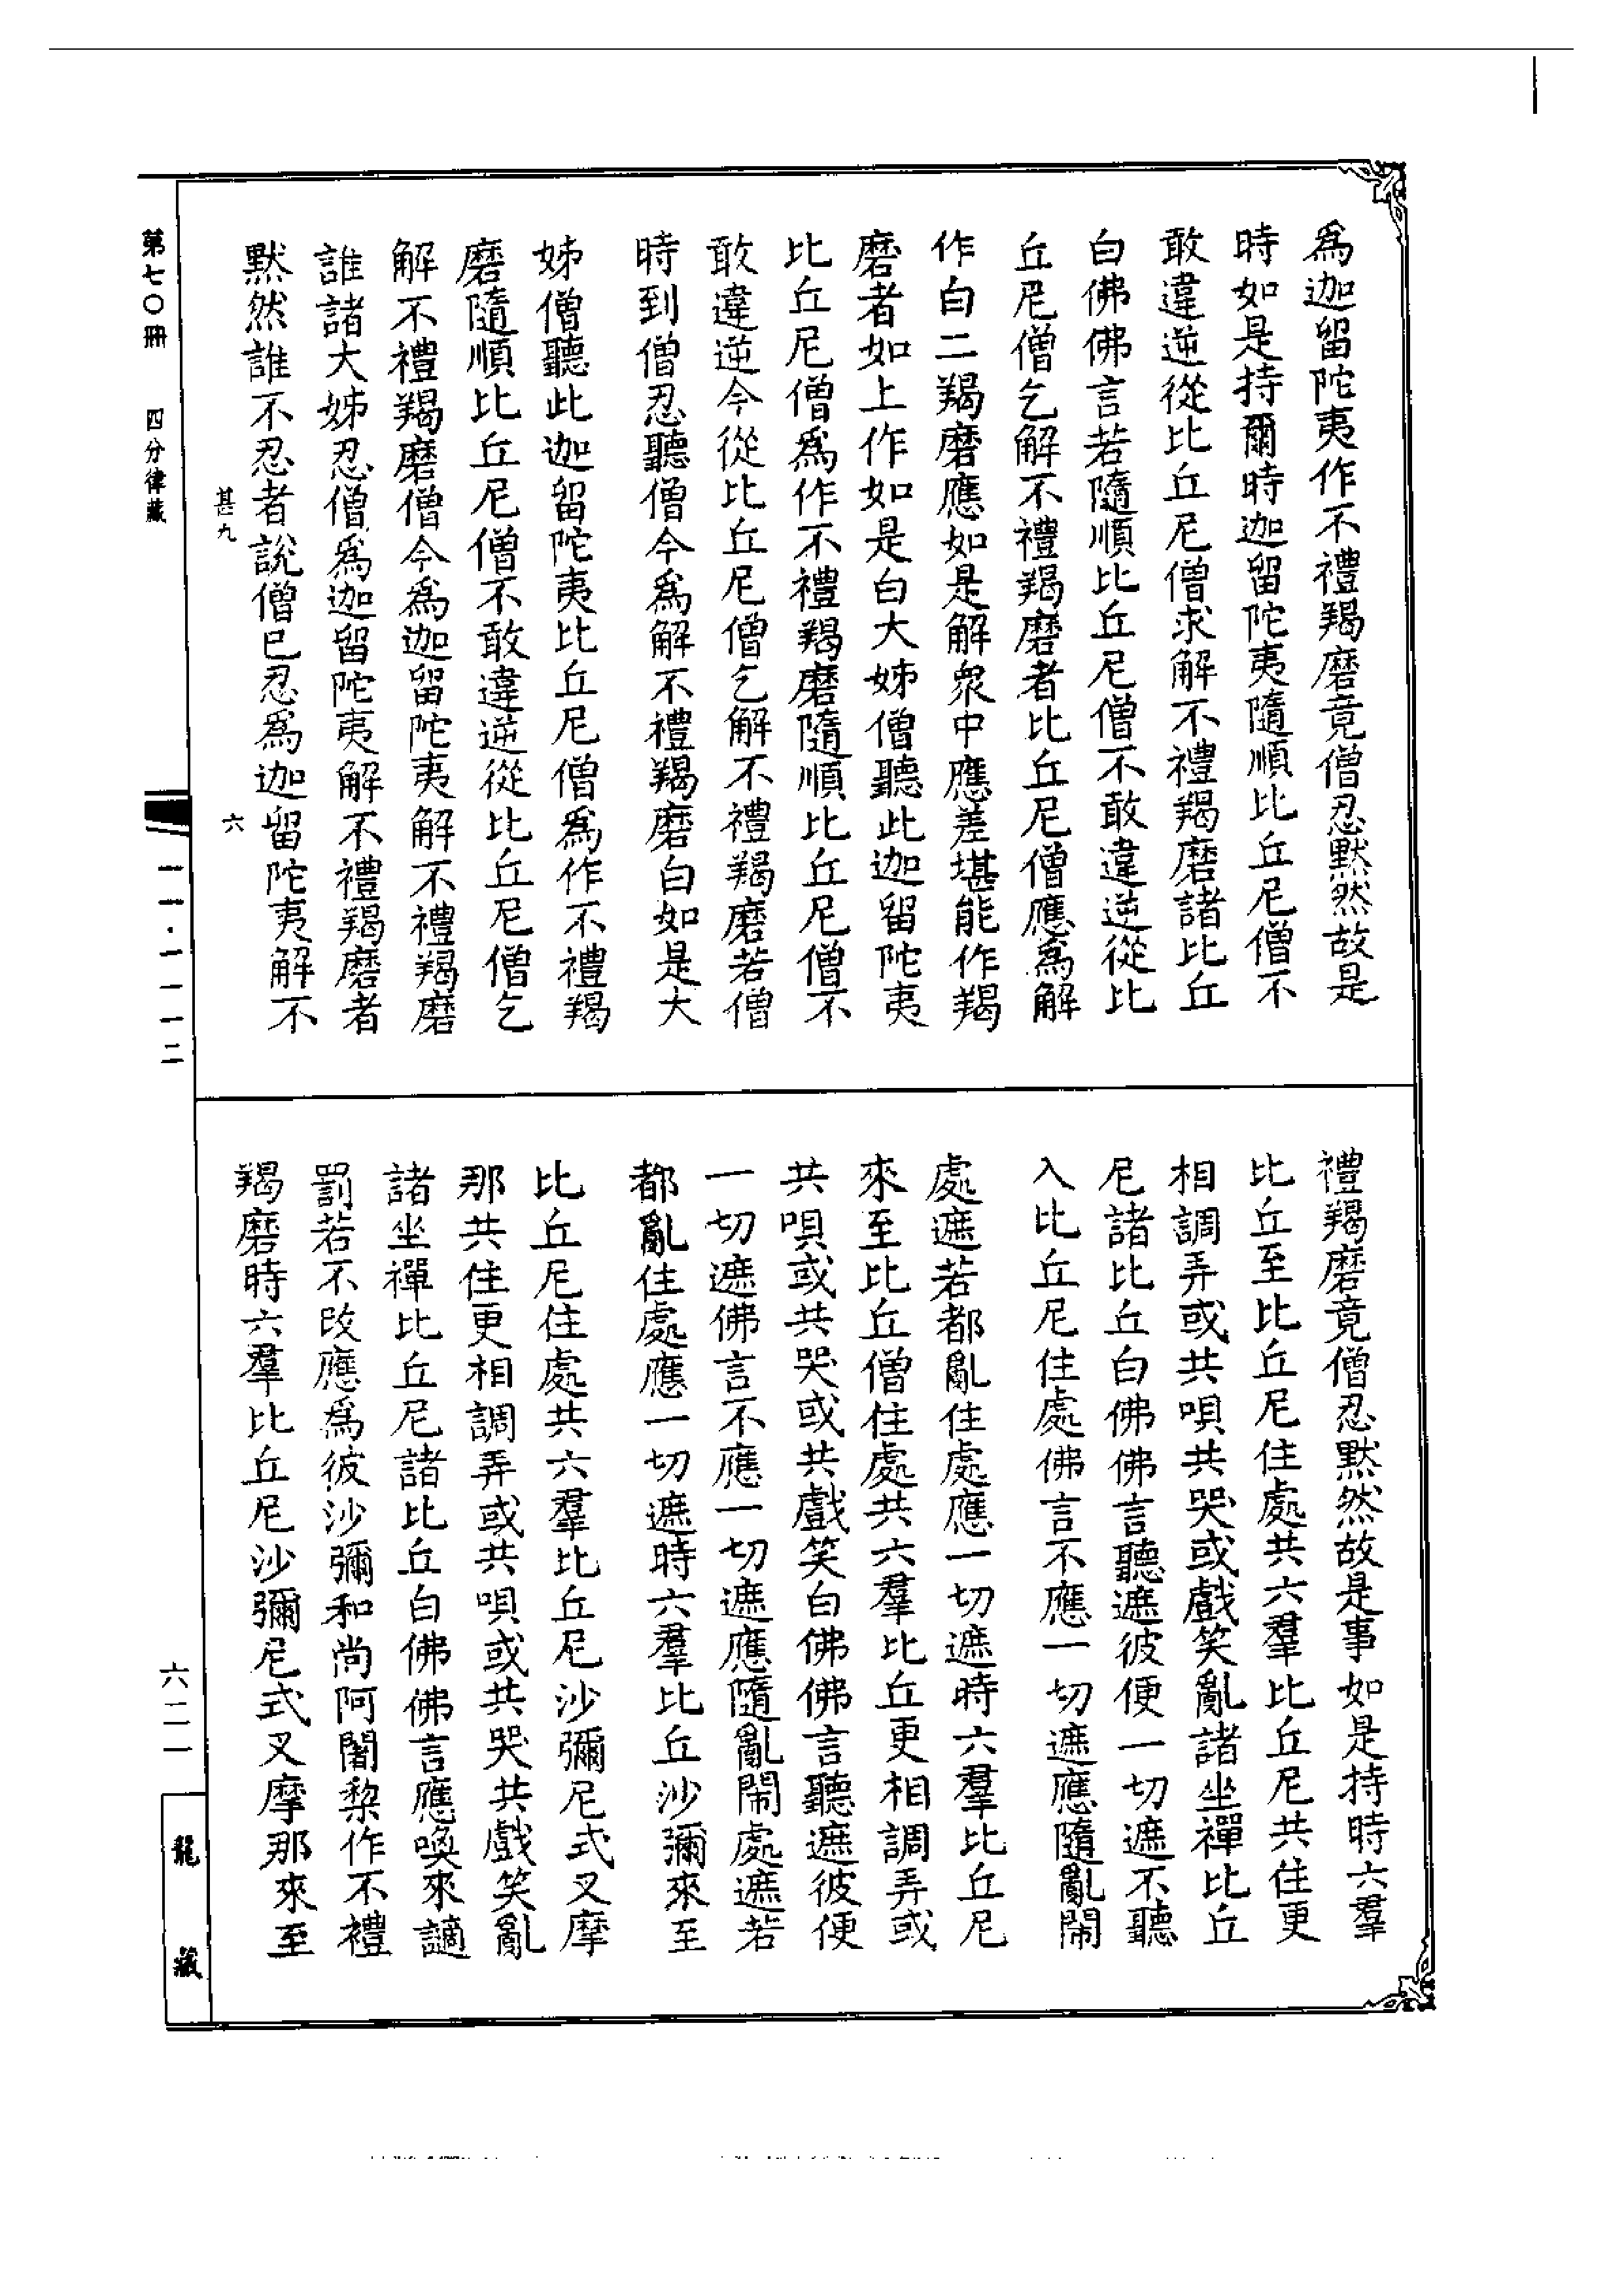 爲迦留陀夷作不禮羯磨竟僧忍默然故是
時如是持爾時迦留陀夷隨順比丘尼僧不
敢違逆從比丘尼僧求解不禮羯磨諸比丘
白佛佛言若隨順比丘尼僧不敢違逆從比
丘尼僧乞解不禮羯磨者比丘尼僧應爲解
作白二羯磨應如是解衆中應差堪能作羯
磨者如上作如是白大姊僧聽此迦留陀夷
比丘尼僧爲作不禮羯磨隨順比丘尼僧不
敢違逆今從比丘尼僧乞解不禮羯磨若僧
時到僧忍聽僧今爲解不禮羯磨白如是大
姊僧聽此迦留陀夷比丘尼僧爲作不禮羯
磨隨順比丘尼僧不敢違逆從比丘尼僧乞
解不禮羯磨僧今爲迦留陀夷解不禮羯磨
誰諸大姊忍僧爲迦留陀夷解不禮羯磨者
默然誰不忍者說僧已忍爲迦留陀夷解不
甚九
六
禮羯磨竟僧忍默然故是事如是持時六羣
比丘至比丘尼住處共六羣比丘尼共住更
相調弄或共唄共哭或戲笑亂諸坐禪比丘
尼諸比丘白佛佛言聽遮彼便一切遮不聽
入比丘尼住處佛言不應一切遮應隨亂鬧
處遮若都亂住處應一切遮時六羣比丘尼
來至比丘僧住處共六羣比丘更相調弄或
共唄或共哭或共戲笑白佛佛言聽遮彼便
一切遮佛言不應一切遮應隨亂鬧處遮若
都亂住處應一切遮時六羣比丘沙彌來至
比丘尼住處共六羣比丘尼沙彌尼式叉摩
那共住更相調弄或共唄或共哭共戲笑亂
諸坐禪比丘尼諸比丘白佛佛言應喚來謫
罰若不改應爲彼沙彌和尚阿闍梨作不禮
羯磨時六羣比丘尼沙彌尼式叉摩那來至
第七〇冊
四分律藏
一一·一一一二
六二一
龍藏